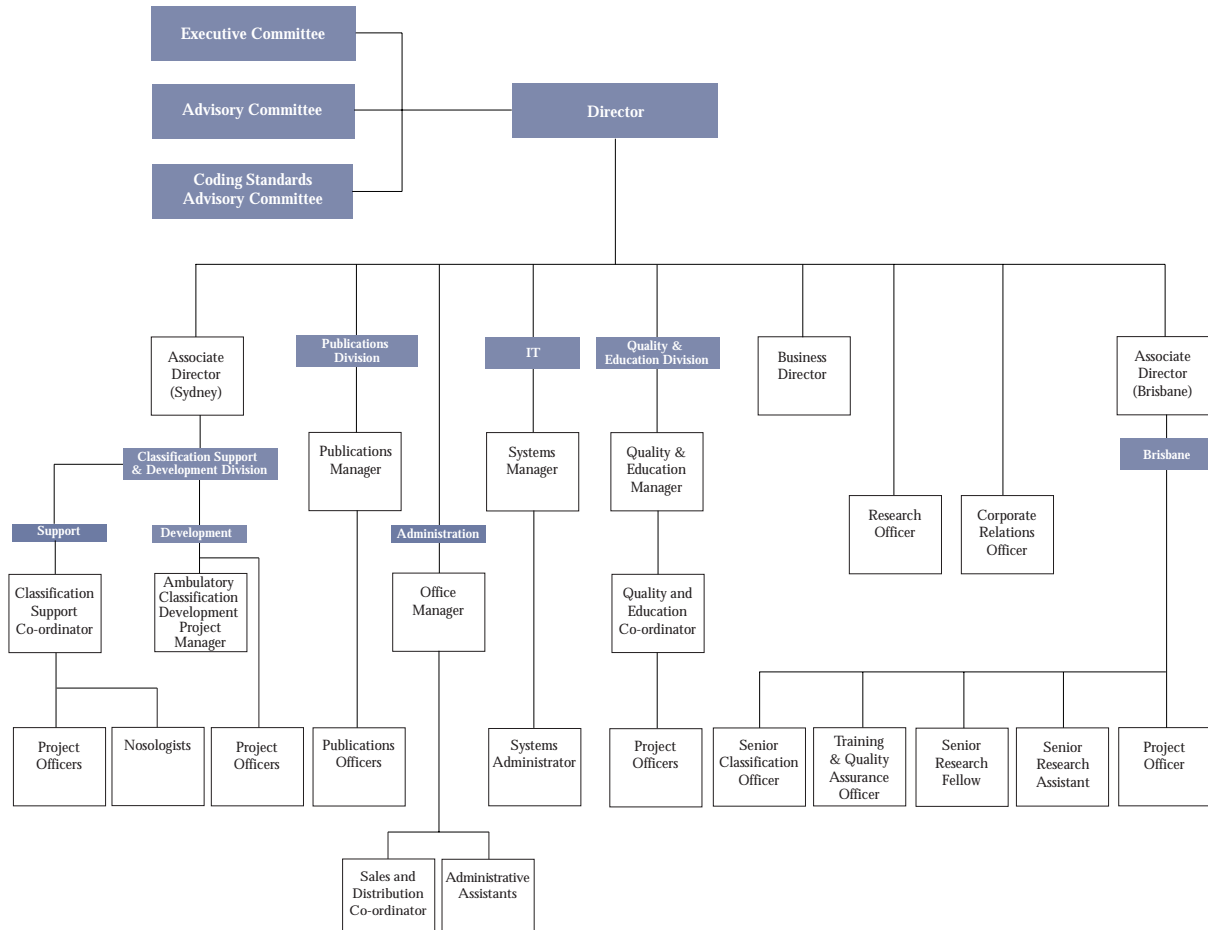 Executive Committee
Advisory Committee
Director
Coding Standards
Advisory Committee
Associate
Director
(Sydney)
Publications
Division
IT
Quality &
Education Division
Business
Director
Associate
Director
(Brisbane)
Classification Support
& Development Division
Publications
Manager
Systems
Manager
Quality &
Education
Manager
Brisbane
Support
Development
Administration
Research
Officer
Corporate
Relations
Officer
Classification
Support
Co-ordinator
Ambulatory
Classification
Development
Project
Manager
Office
Manager
Quality and
Education
Co-ordinator
Project
Officers
Nosologists
Project
Officers
Publications
Officers
Systems
Administrator
Project
Officers
Senior
Classification
Officer
Training
& Quality
Assurance
Officer
Senior
Research
Fellow
Senior
Research
Assistant
Project
Officer
Sales and
Distribution
Co-ordinator
Administrative
Assistants